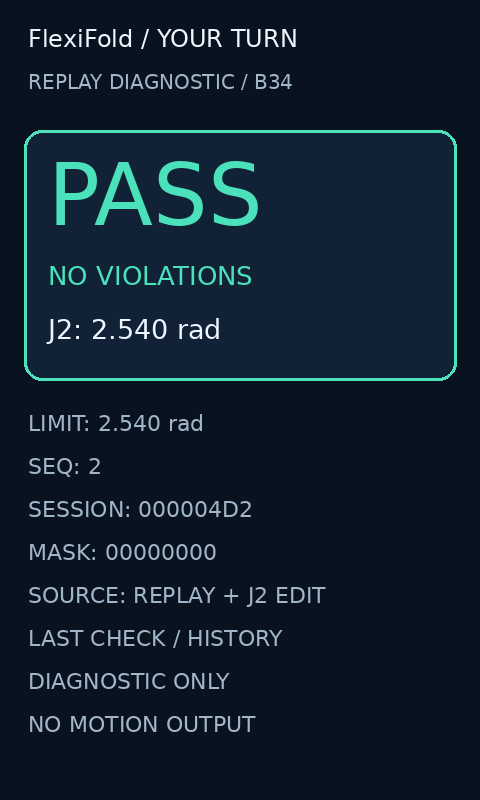 FlexiFold / YOUR TURN
REPLAY DIAGNOSTIC / B34
PASS
NO VIOLATIONS
J2: 2.540 rad
LIMIT: 2.540 rad
SEQ: 2
SESSION: 000004D2
MASK: 00000000
SOURCE: REPLAY + J2 EDIT
LAST CHECK / HISTORY
DIAGNOSTIC ONLY
NO MOTION OUTPUT